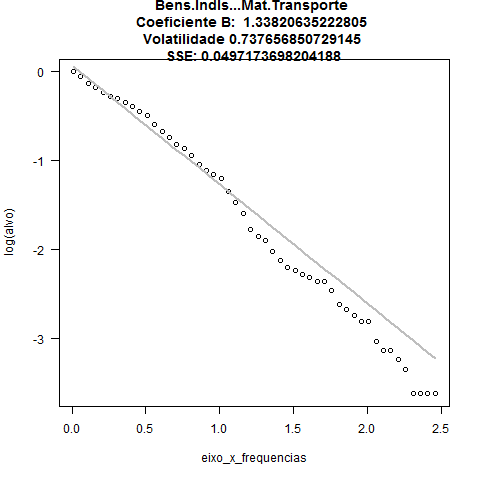 Bens.Indis...Mat.Transporte
Coeficiente B:  1.33820635222805
Volatilidade 0.737656850729145
SSE: 0.0497173698204188
0
-1
-2
-3
log(alvo)
0.0 0.5 1.0 1.5 2.0 2.5
eixo_x_frequencias